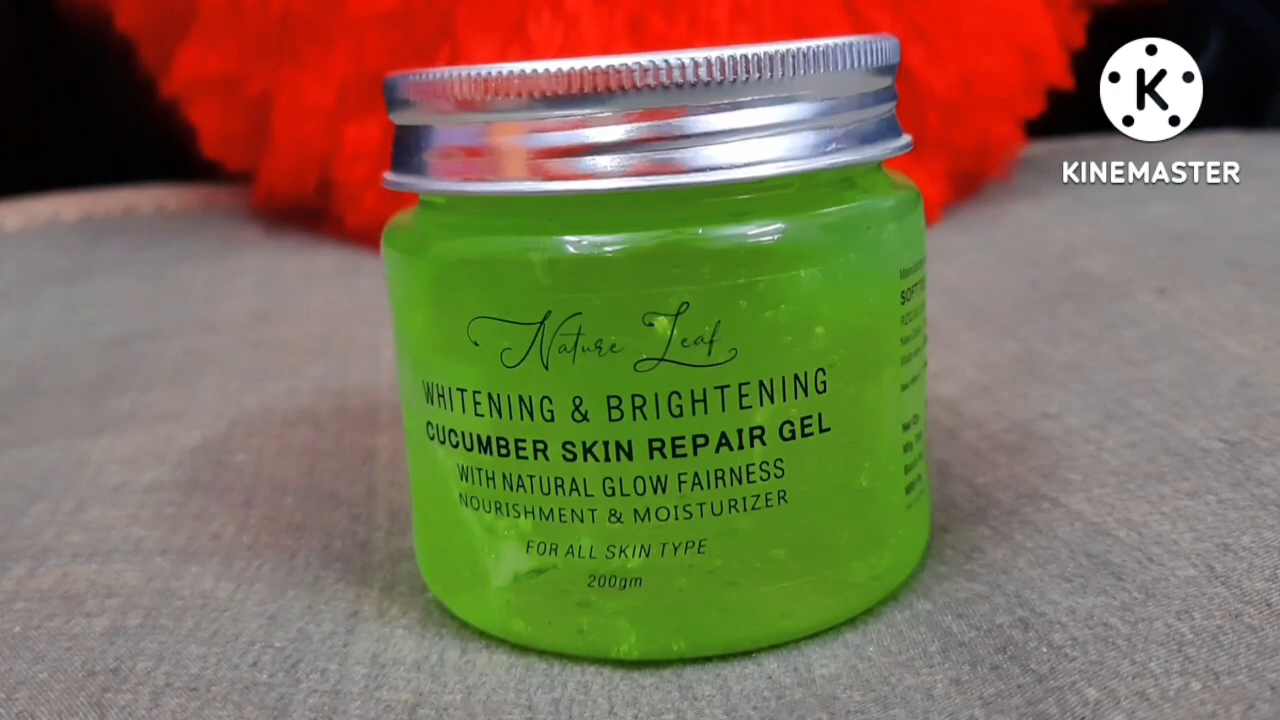 K
KINEMASTER
Nature Leaf
WHITENING & BRIGHTENING
CUCUMBER SKIN REPAIR GEL
WITH NATURAL GLOW FAIRNESS
NOURISHMENT & MOISTURIZER
FOR ALL SKIN TYPE
200gm